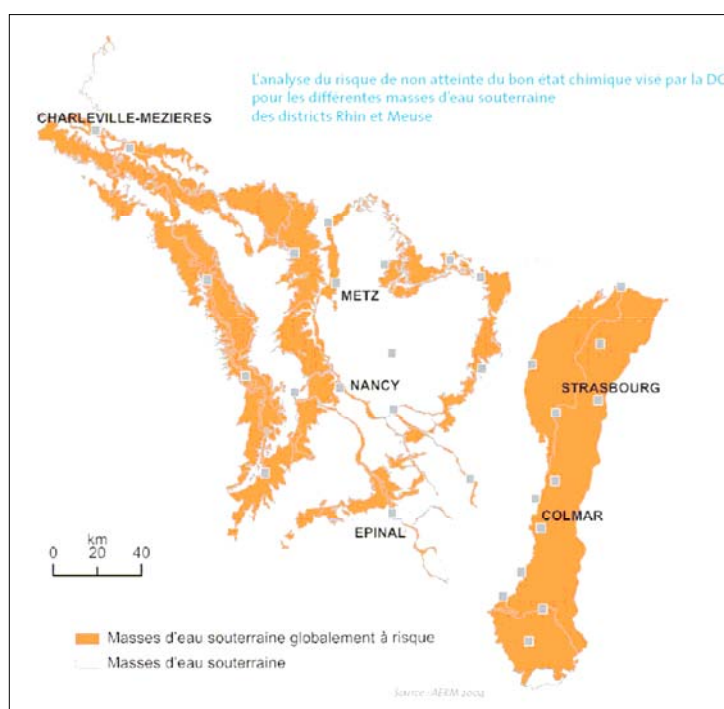 L'analyse du risque de non atteinte du bon état chimique visé par la DC
pour les différentes masses d'eau souterraine
des districts Rhin et Meuse
CHARLEVILLE-MEZIERES
METZ
NANCY
STRASBOURG
EPINAL
COLMAR
km
0 20 40
Masses d'eau souterraine globalement à risque
Masses d'eau souterraine
Source : AERM 2004